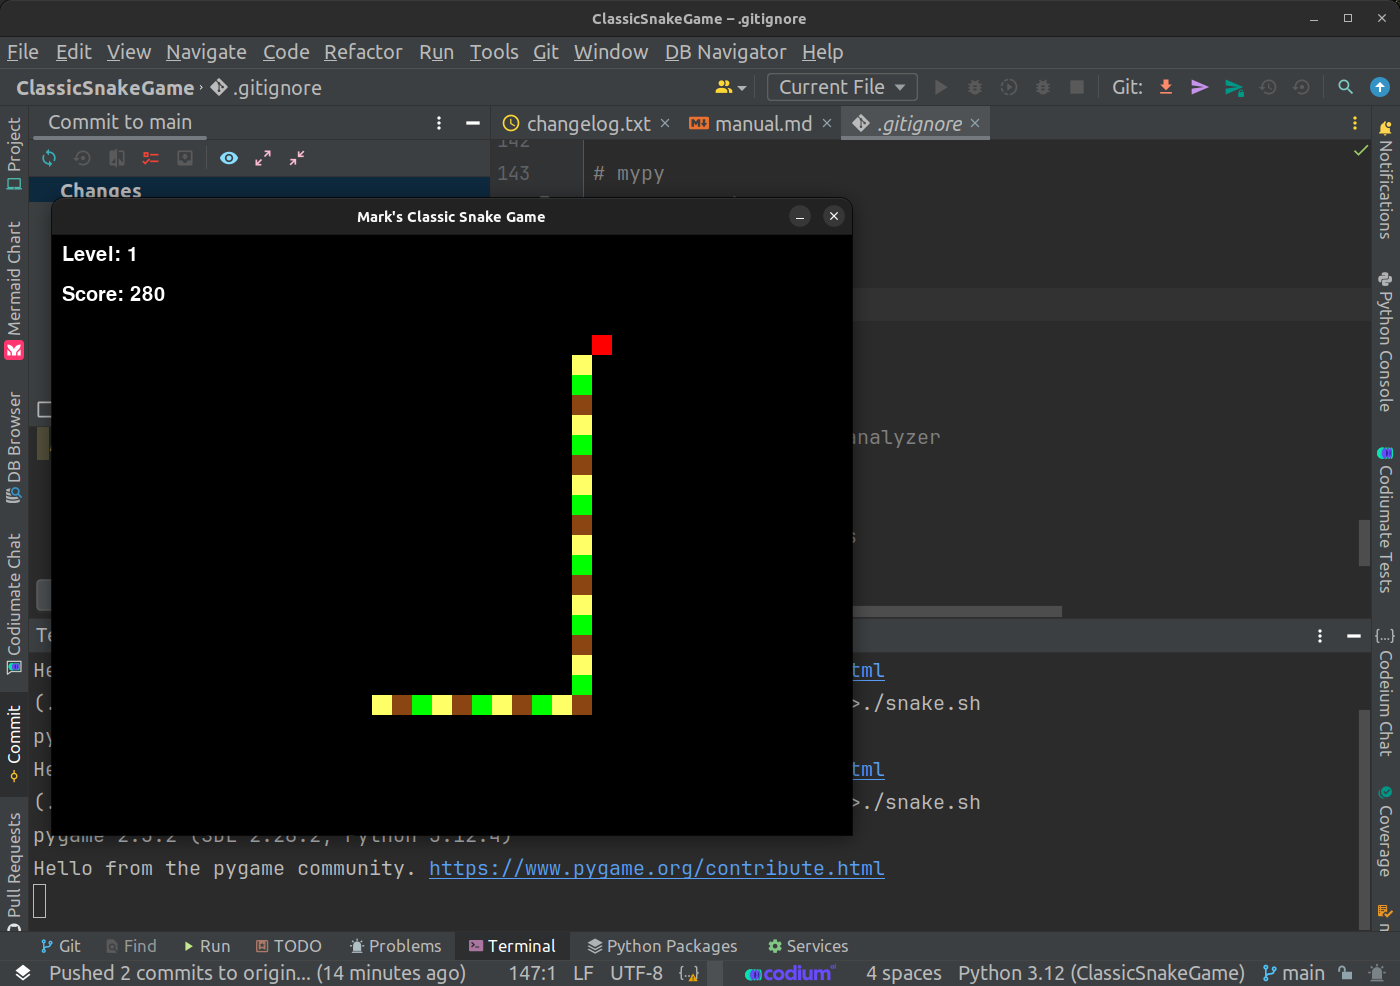 ClassicSnakeGame – .gitignore
File Edit View Navigate Code Refactor Run Tools Git Window DB Navigator Help
ClassicSnakeGame › .gitignore
Current File
Git:
Commit to main
changelog.txt
manual.md
.gitignore
Changes
142
143 # mypy
Mark's Classic Snake Game
Level: 1
Score: 280
nalyzer
s
Te
He
tml
(.
>./snake.sh
py
He
tml
(.
>./snake.sh
pygame 2.5.2 (SDL 2.28.2, Python 3.12.4)
Hello from the pygame community. https://www.pygame.org/contribute.html
Project
Mermaid Chart
DB Browser
Codiumate Chat
Commit
Pull Requests
Notifications
Python Console
Codiumate Tests
{...}
Codeium Chat
Coverage
Git
Find
Run
TODO
Problems
Terminal
Python Packages
Services
Pushed 2 commits to origin... (14 minutes ago)
147:1 LF UTF-8
codium
4 spaces
Python 3.12 (ClassicSnakeGame)
main